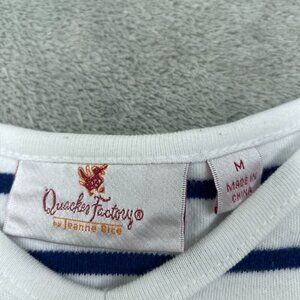 Quacker Factory®
by Jeanne Bice
M
MADE IN
CHINA